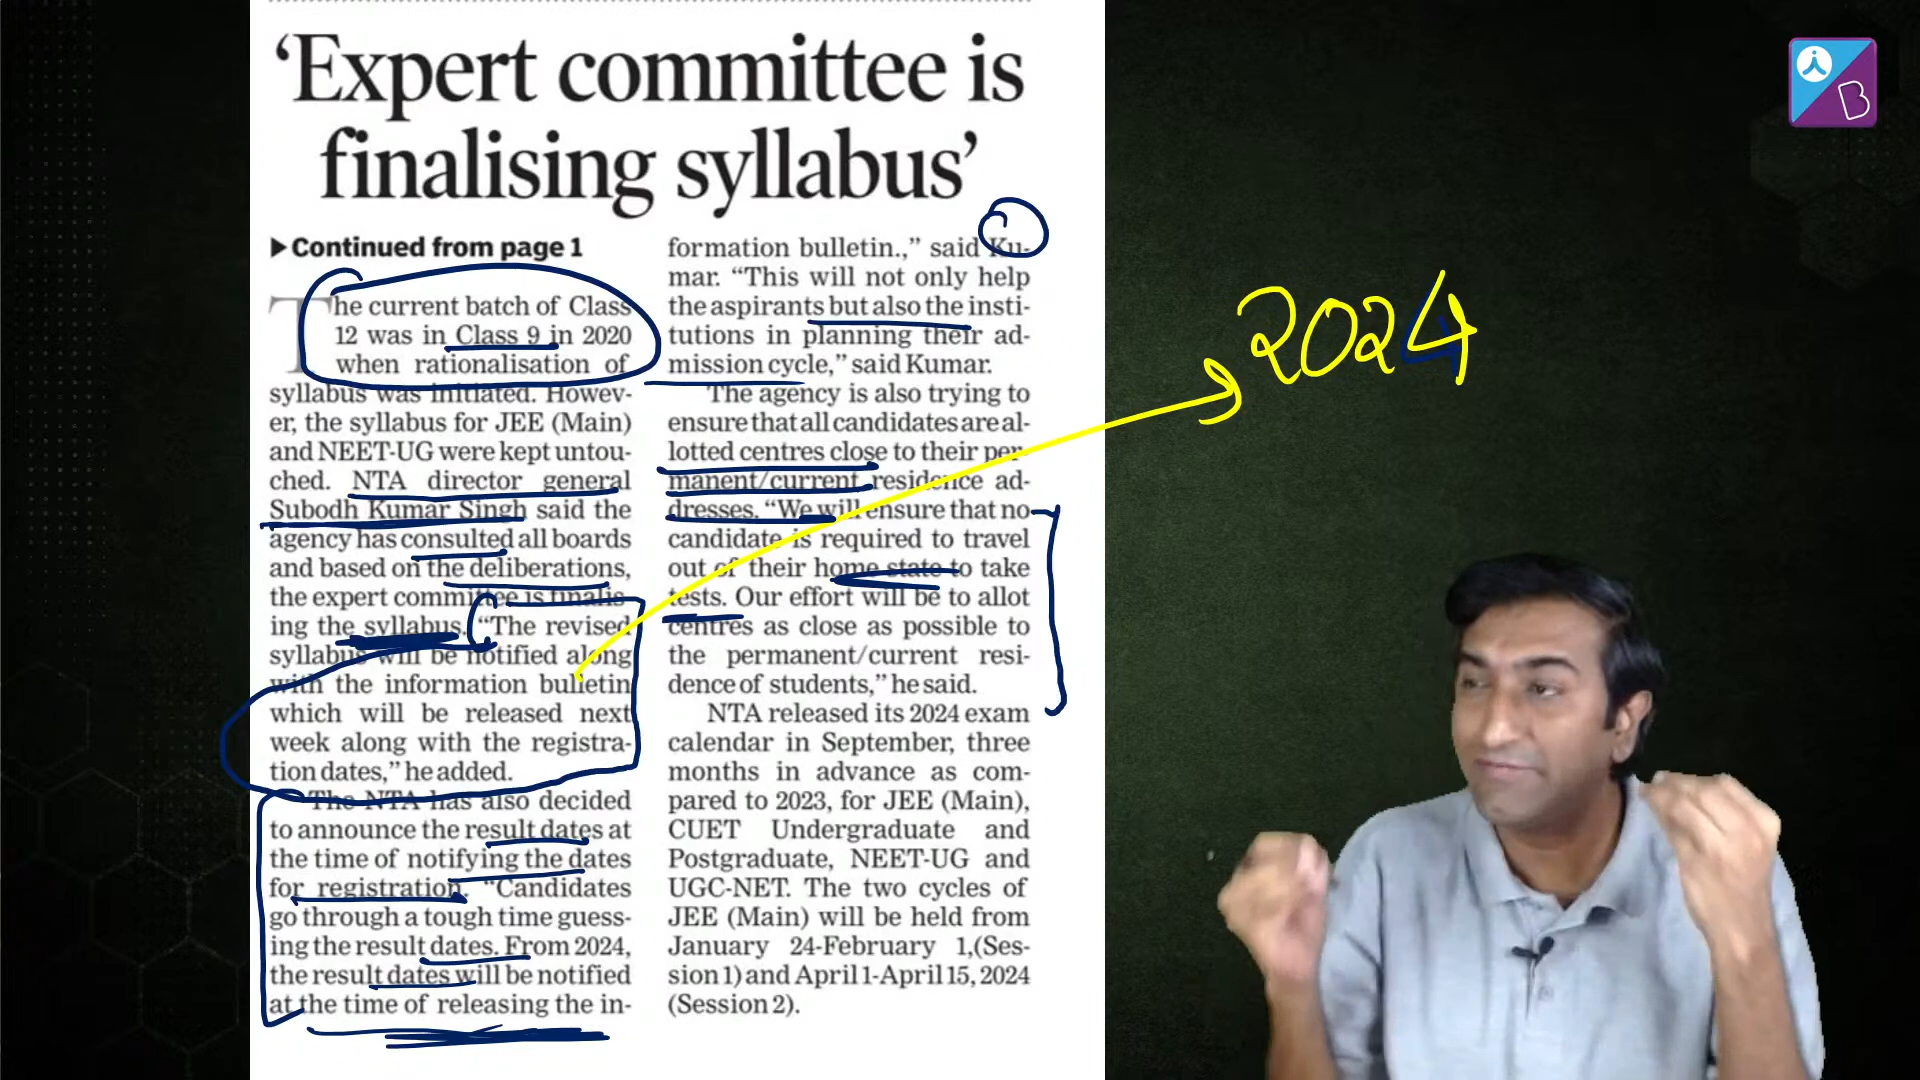 ‘Expert committee is
finalising syllabus’
▶Continued from page 1
The current batch of Class
12 was in Class 9 in 2020
when rationalisation of
syllabus was initiated. Howev-
er, the syllabus for JEE (Main)
and NEET-UG were kept untou-
ched. NTA director general
Subodh Kumar Singh said the
agency has consulted all boards
and based on the deliberations,
the expert committee is finalis-
ing the syllabus. “The revised
syllabus will be notified along
with the information bulletin
which will be released next
week along with the registra-
tion dates,” he added.
The NTA has also decided
to announce the result dates at
the time of notifying the dates
for registration. “Candidates
go through a tough time guess-
ing the result dates. From 2024,
the result dates will be notified
at the time of releasing the in-
formation bulletin.,” said Ku-
mar. “This will not only help
the aspirants but also the insti-
tutions in planning their ad-
mission cycle,” said Kumar.
The agency is also trying to
ensure that all candidates are al-
lotted centres close to their per-
manent/current residence ad-
dresses. “We will ensure that no
candidate is required to travel
out of their home state to take
tests. Our effort will be to allot
centres as close as possible to
the permanent/current resi-
dence of students,” he said.
NTA released its 2024 exam
calendar in September, three
months in advance as com-
pared to 2023, for JEE (Main),
CUET Undergraduate and
Postgraduate, NEET-UG and
UGC-NET. The two cycles of
JEE (Main) will be held from
January 24-February 1,(Ses-
sion 1) and April 1-April 15, 2024
(Session 2).
2024
B